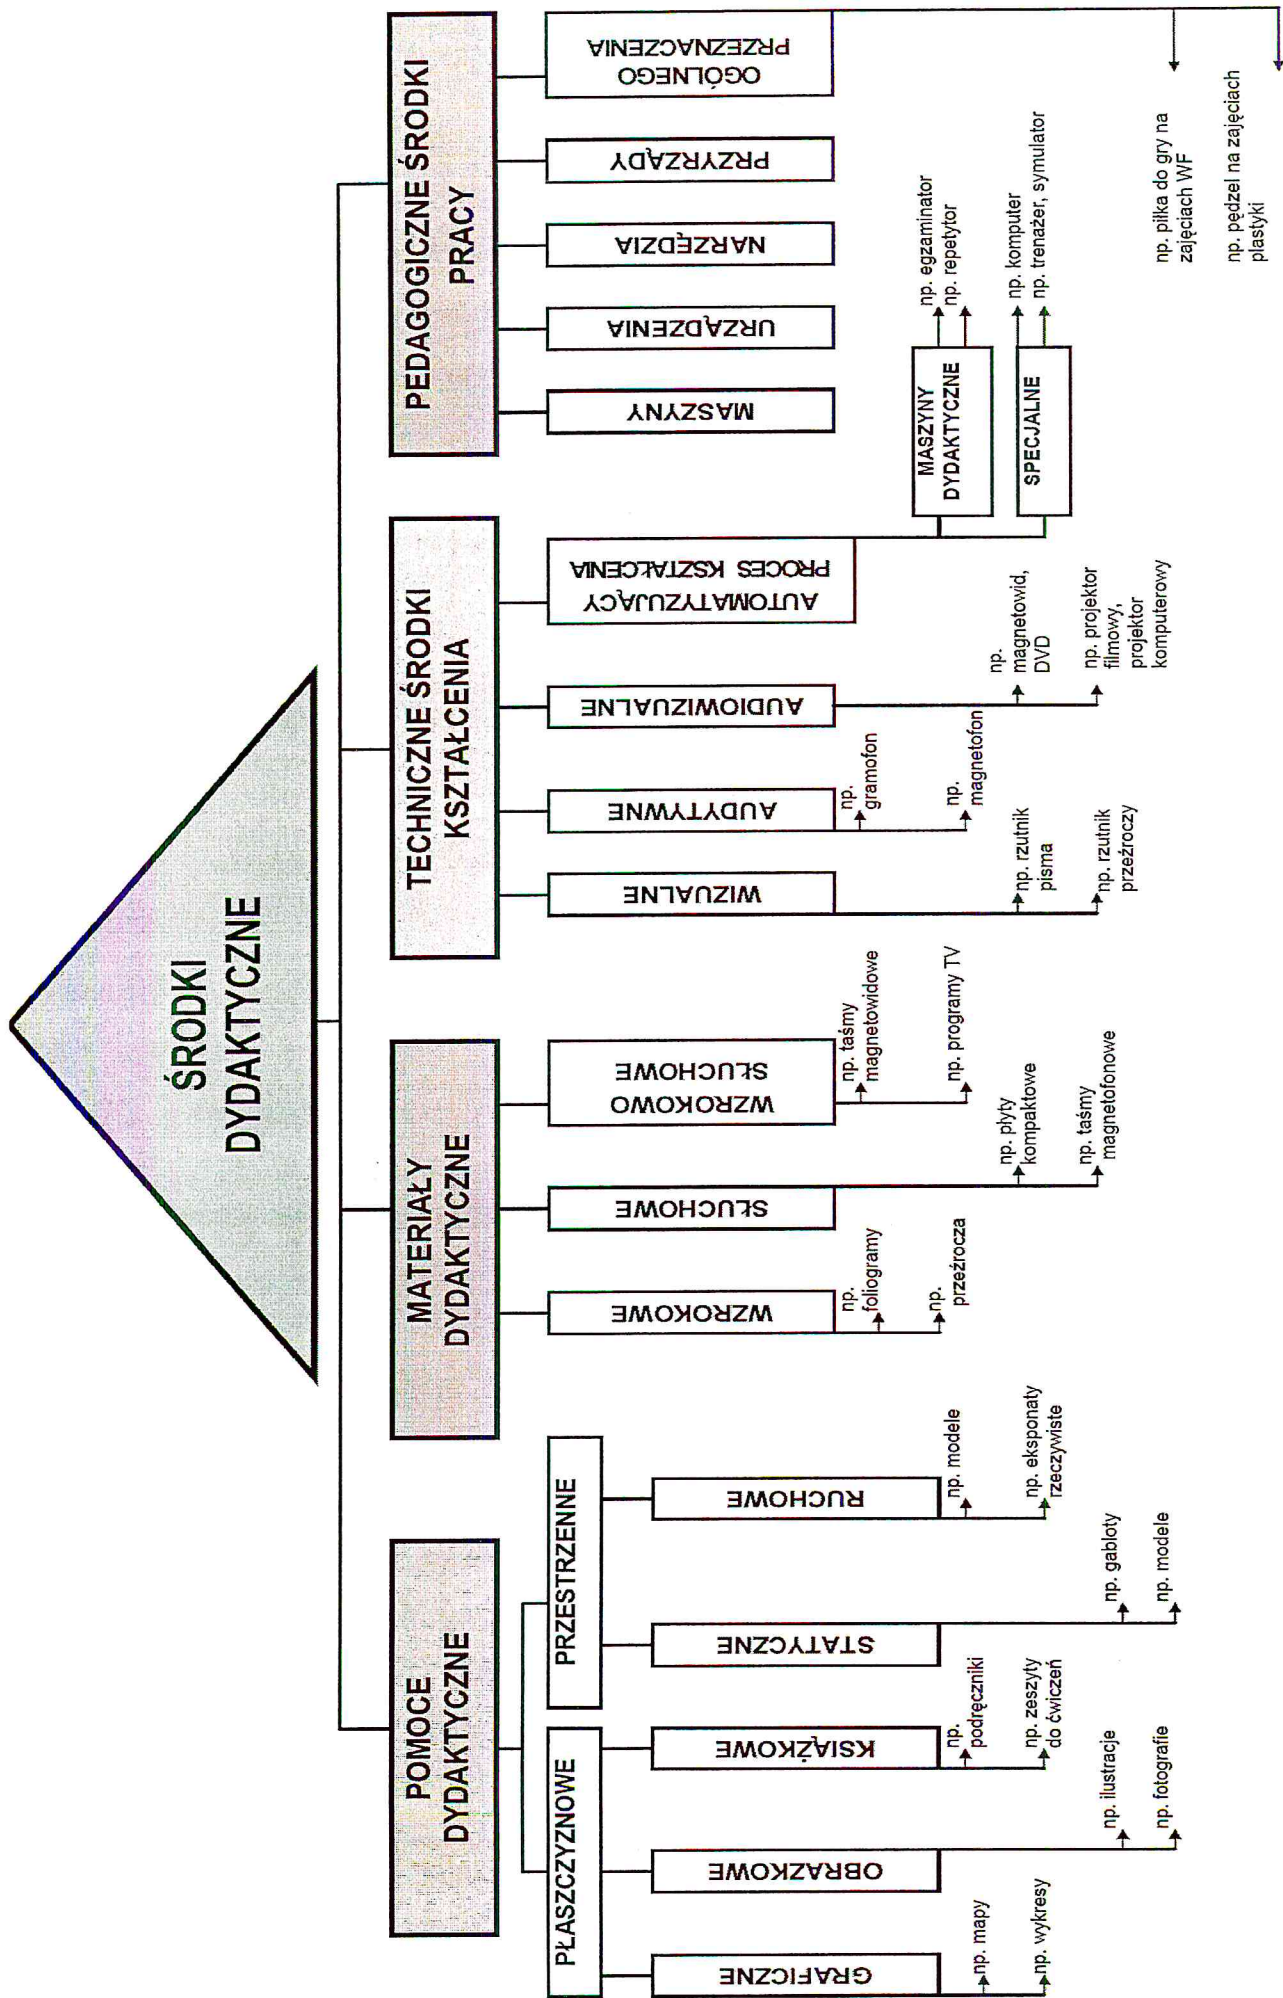 ŚRODKI
DYDAKTYCZNE
POMOCE
DYDAKTYCZNE
MATERIAŁY
DYDAKTYCZNE
TECHNICZNE ŚRODKI
KSZTAŁCENIA
PEDAGOGICZNE ŚRODKI
PRACY
PŁASZCZYZNOWE
PRZESTRZENNE
GRAFICZNE
np. mapy
np. wykresy
OBRAZKOWE
np. ilustracje
np. fotografie
KSIĄŻKOWE
np.
podręczniki
np. zeszyty
do ćwiczeń
STATYCZNE
np. gabloty
np. modele
RUCHOWE
np. modele
np. eksponaty
rzeczywiste
WZROKOWE
np.
foliogramy
np.
przeźrocza
SŁUCHOWE
np. płyty
kompaktowe
np. taśmy
magnetofonowe
WZROKOWO
SŁUCHOWE
np. taśmy
magnetowidowe
np. programy TV
WIZUALNE
np. rzutnik
pisma
np. rzutnik
przeźroczy
AUDYTYWNE
np.
gramofon
np.
magnetofon
AUDIOWIZUALNE
np.
magnetowid,
DVD
np. projektor
filmowy,
projektor
komputerowy
AUTOMATYZUJĄCY
PROCES KSZTAŁCENIA
MASZYNY
DYDAKTYCZNE
np. egzaminator
np. repetytor
SPECJALNE
np. komputer
np. trenażer, symulator
MASZYNY
URZĄDZENIA
NARZĘDZIA
PRZYRZĄDY
OGÓLNEGO
PRZEZNACZENIA
np. piłka do gry na
zajęciach WF
np. pędzel na zajęciach
plastyki